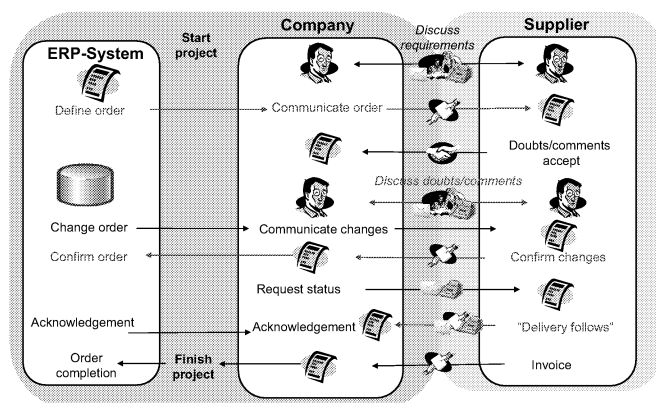 Company
Supplier
Start
project
Discuss
requirements
ERP-System
Define order
Communicate order
Doubts/comments
accept
Discuss doubts/comments
Change order
Communicate changes
Confirm order
Confirm changes
Request status
Acknowledgement
Acknowledgement
"Delivery follows"
Order
completion
Finish
project
Invoice